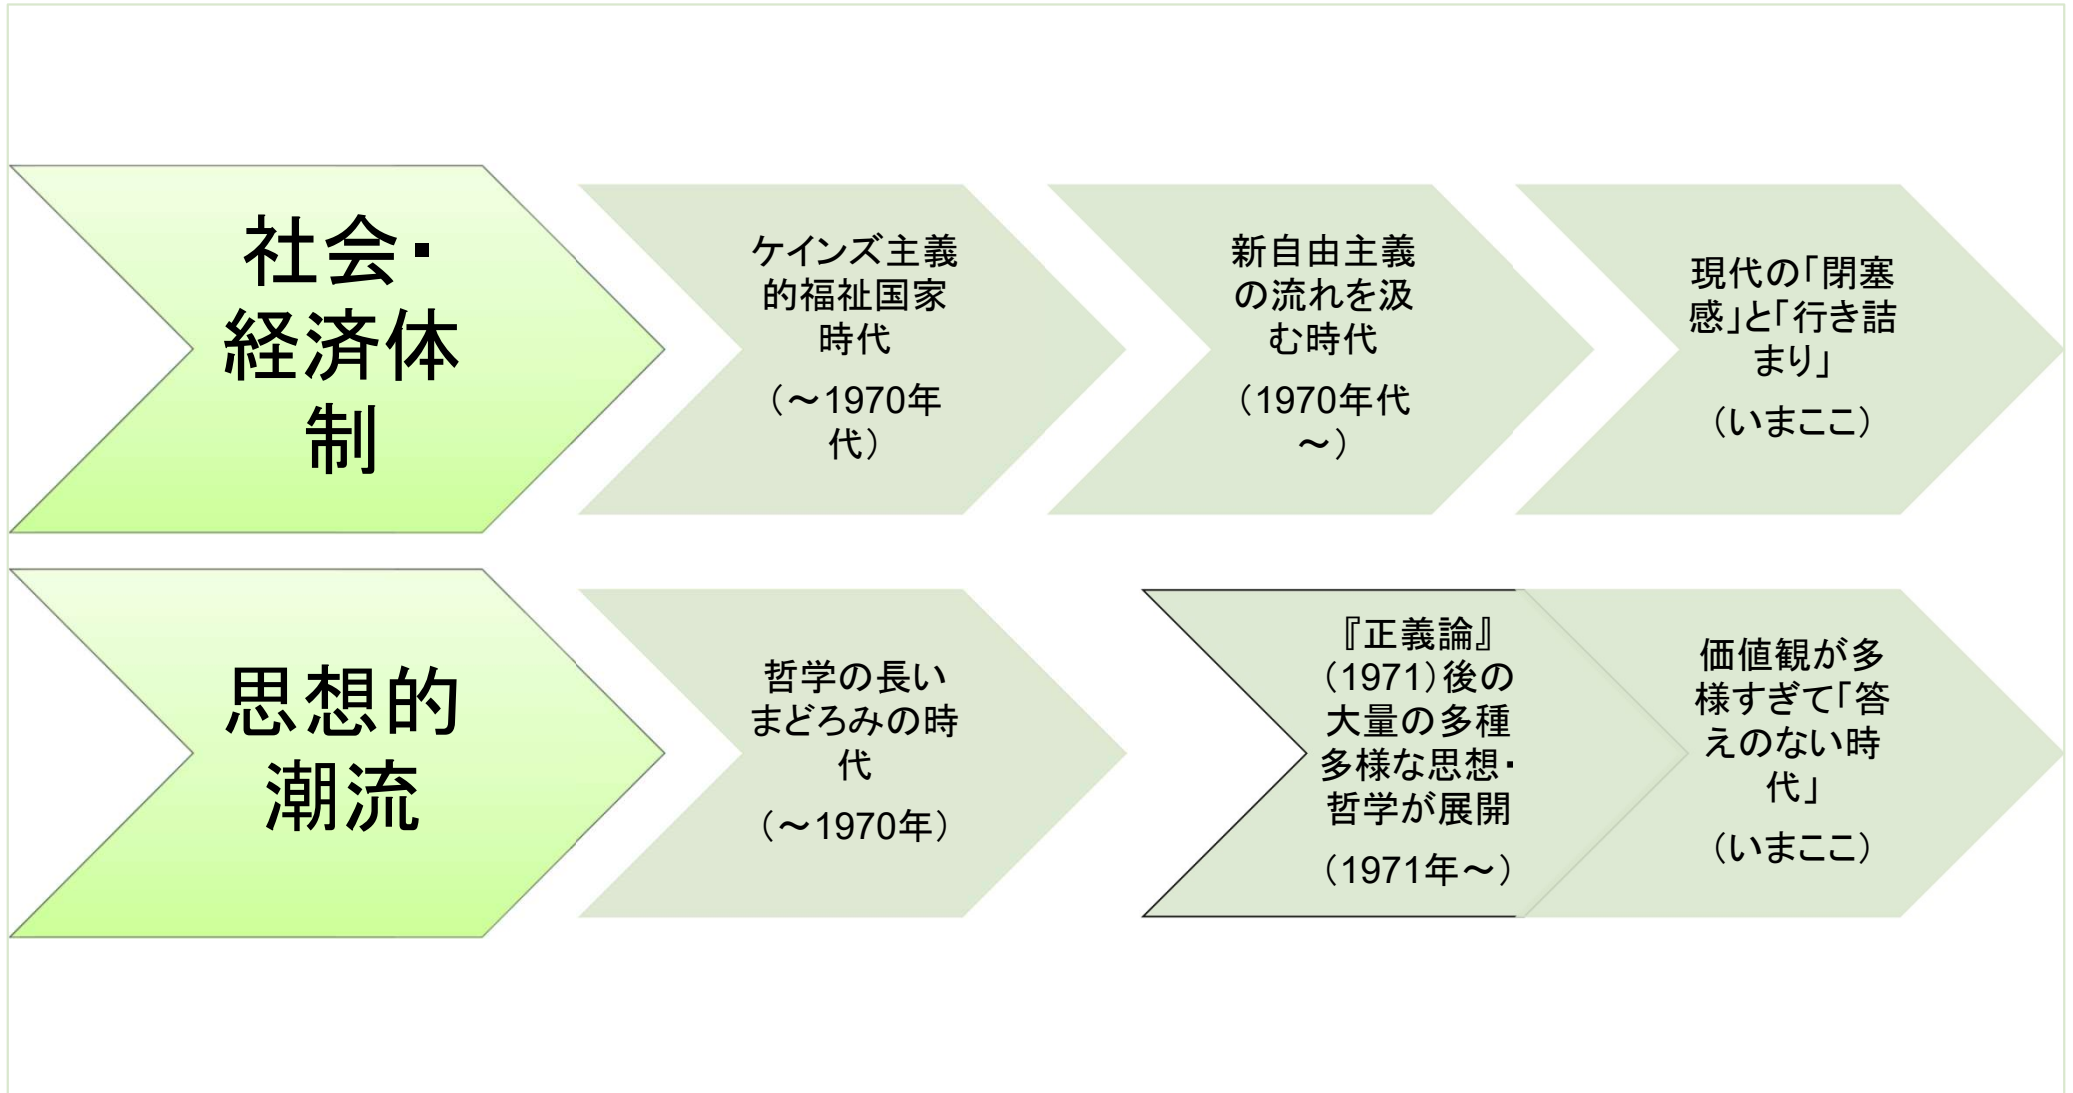 社会・
経済体
制
ケインズ主義
的福祉国家
時代
（～1970年
代）
新自由主義
の流れを汲
む時代
（1970年代
～）
現代の「閉塞
感」と「行き詰
まり」
（いまここ）
思想的
潮流
哲学の長い
まどろみの時
代
（～1970年）
『正義論』
（1971）後の
大量の多種
多様な思想・
哲学が展開
（1971年～）
価値観が多
様すぎて「答
えのない時
代」
（いまここ）